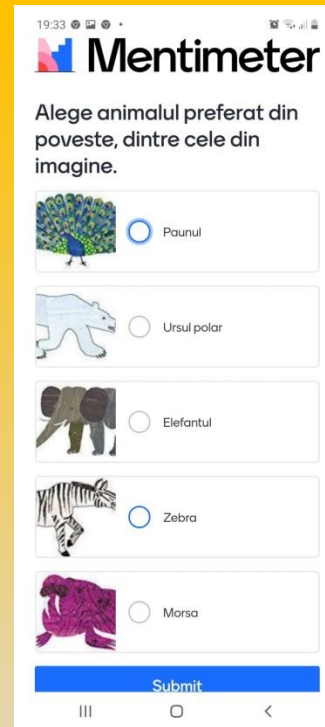 19:33
Mentimeter
Alege animalul preferat din
poveste, dintre cele din
imagine.
Paunul
Ursul polar
Elefantul
Zebra
Morsa
Submit